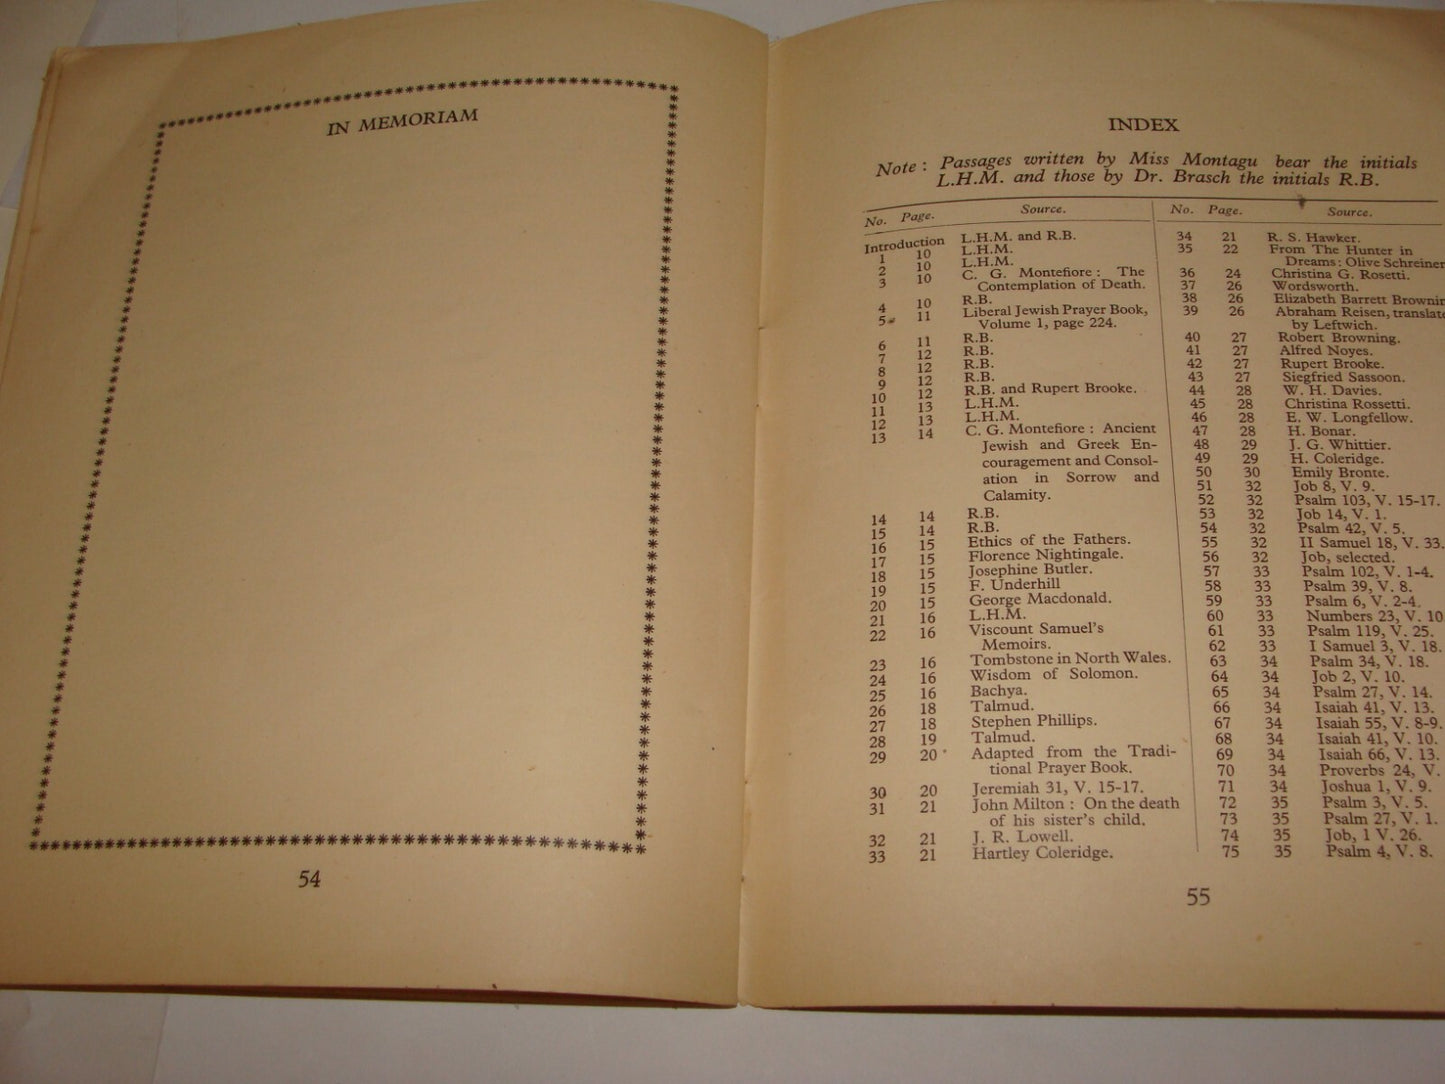 IN MEMORIAM
54
INDEX
Note : Passages written by Miss Montagu bear the initials
L.H.M. and those by Dr. Brasch the initials R.B.
No. Page. Source.
Introduction L.H.M. and R.B.
1 10 L.H.M.
2 10 L.H.M.
3 10 C. G. Montefiore : The
Contemplation of Death.
4 10 R.B.
5 11 Liberal Jewish Prayer Book,
Volume 1, page 224.
6 11 R.B.
7 12 R.B.
8 12 R.B.
9 12 R.B.
10 12 R.B. and Rupert Brooke.
11 13 L.H.M.
12 13 L.H.M.
13 14 C. G. Montefiore : Ancient
Jewish and Greek En-
couragement and Consol-
ation in Sorrow and
Calamity.
14 14 R.B.
15 14 R.B.
16 15 Ethics of the Fathers.
17 15 Florence Nightingale.
18 15 Josephine Butler.
19 15 F. Underhill
20 15 George Macdonald.
21 16 L.H.M.
22 16 Viscount Samuel's
Memoirs.
23 16 Tombstone in North Wales.
24 16 Wisdom of Solomon.
25 16 Bachya.
26 18 Talmud.
27 18 Stephen Phillips.
28 19 Talmud.
29 20 Adapted from the Tradi-
tional Prayer Book.
30 20 Jeremiah 31, V. 15-17.
31 21 John Milton : On the death
of his sister's child.
32 21 J. R. Lowell.
33 21 Hartley Coleridge.
No. Page. Source.
34 21 R. S. Hawker.
35 22 From The Hunter in
Dreams : Olive Schreiner
36 24 Christina G. Rosetti.
37 26 Wordsworth.
38 26 Elizabeth Barrett Brownin
39 26 Abraham Reisen, translate
by Leftwich.
40 27 Robert Browning.
41 27 Alfred Noyes.
42 27 Rupert Brooke.
43 27 Siegfried Sassoon.
44 28 W. H. Davies.
45 28 Christina Rossetti.
46 28 E. W. Longfellow.
47 28 H. Bonar.
48 29 J. G. Whittier.
49 29 H. Coleridge.
50 30 Emily Bronte.
51 32 Job 8, V. 9.
52 32 Psalm 103, V. 15-17.
53 32 Job 14, V. 1.
54 32 Psalm 42, V. 5.
55 32 II Samuel 18, V. 33.
56 32 Job, selected.
57 33 Psalm 102, V. 1-4.
58 33 Psalm 39, V. 8.
59 33 Psalm 6, V. 2-4.
60 33 Numbers 23, V. 10
61 33 Psalm 119, V. 25.
62 33 I Samuel 3, V. 18.
63 34 Psalm 34, V. 18.
64 34 Job 2, V. 10.
65 34 Psalm 27, V. 14.
66 34 Isaiah 41, V. 13.
67 34 Isaiah 55, V. 8-9.
68 34 Isaiah 41, V. 10.
69 34 Isaiah 66, V. 13.
70 34 Proverbs 24, V.
71 34 Joshua 1, V. 9.
72 35 Psalm 3, V. 5.
73 35 Psalm 27, V. 1.
74 35 Job, 1 V. 26.
75 35 Psalm 4, V. 8.
55